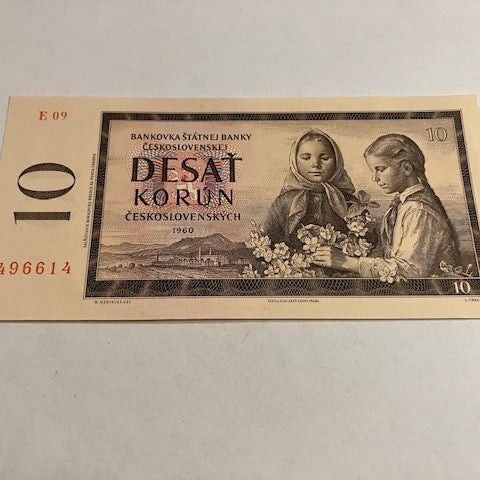 E 09
10
496614
BANKOVKA ŠTÁTNEJ BANKY
ČESKOSLOVENSKEJ
DESAŤ
KORÚN
ČESKOSLOVENSKÝCH
1960
10
10